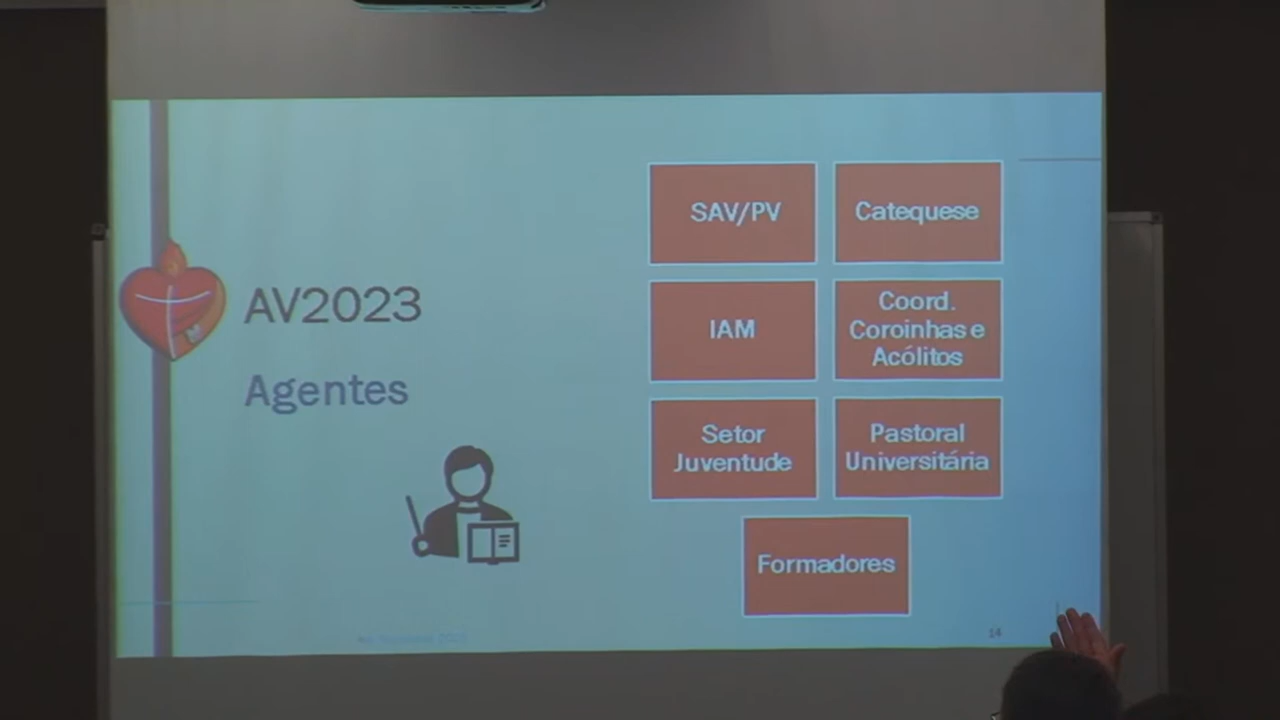 AV2023
Agentes
SAV/PV
Catequese
IAM
Coord.
Coroinhas e
Acólitos
Setor
Juventude
Pastoral
Universitária
Formadores
14